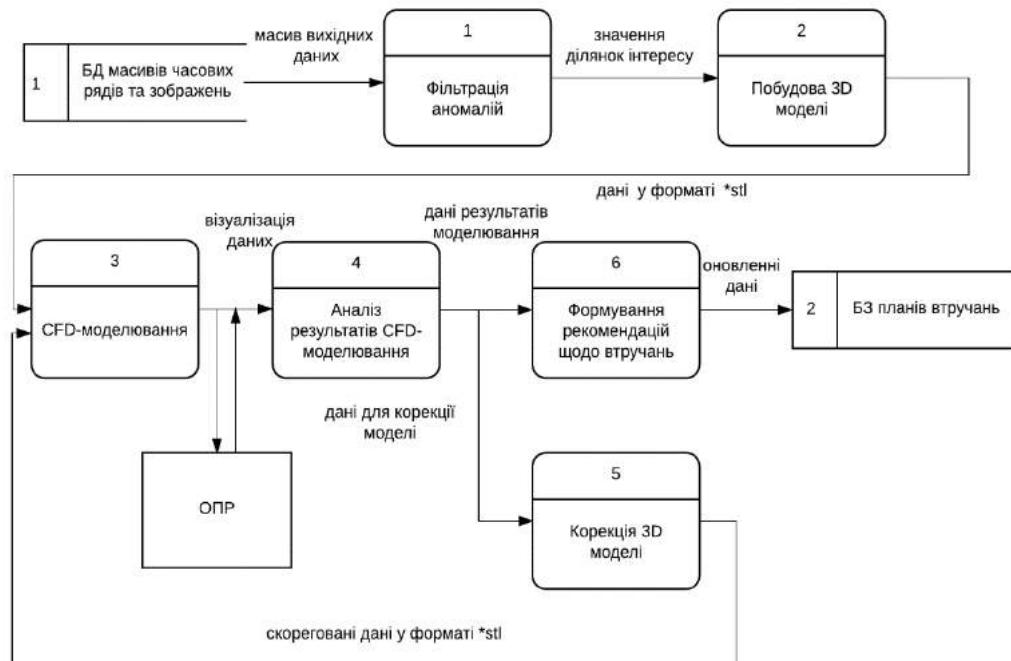 1
БД масивів часових
рядів та зображень
масив вихідних
даних
1
Фільтрація
аномалій
значення
ділянок інтересу
2
Побудова 3D
моделі
дані у форматі *stl
3
CFD-моделювання
візуалізація
даних
4
Аналіз
результатів CFD-
моделювання
дані результатів
моделювання
6
Формування
рекомендацій
щодо втручань
оновленні
дані
2
БЗ планів втручань
дані для корекції
моделі
ОПР
5
Корекція 3D
моделі
скореговані дані у форматі *stl